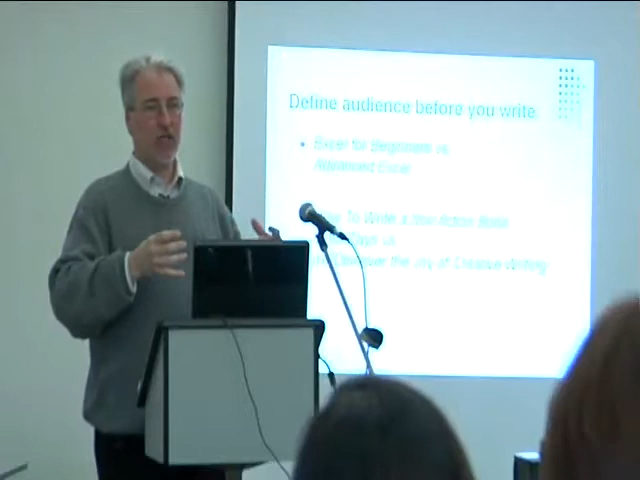 Define audience before you write
• Excel for Beginners vs.
Advanced Excel
To Write a Non-fiction Book
Days vs
Discover the Joy of Creative Writing